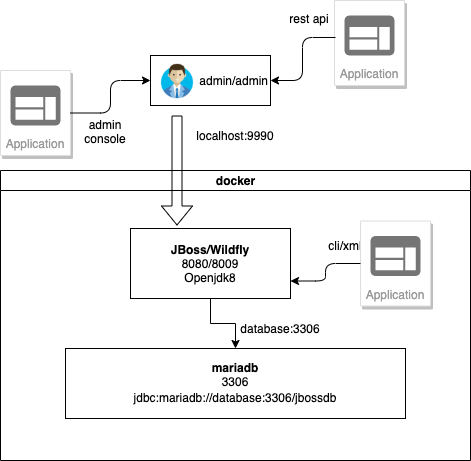 rest api
Application
admin/admin
Application
admin
console
localhost:9990
docker
JBoss/Wildfly
8080/8009
Openjdk8
cli/xml
Application
database:3306
mariadb
3306
jdbc:mariadb://database:3306/jbossdb